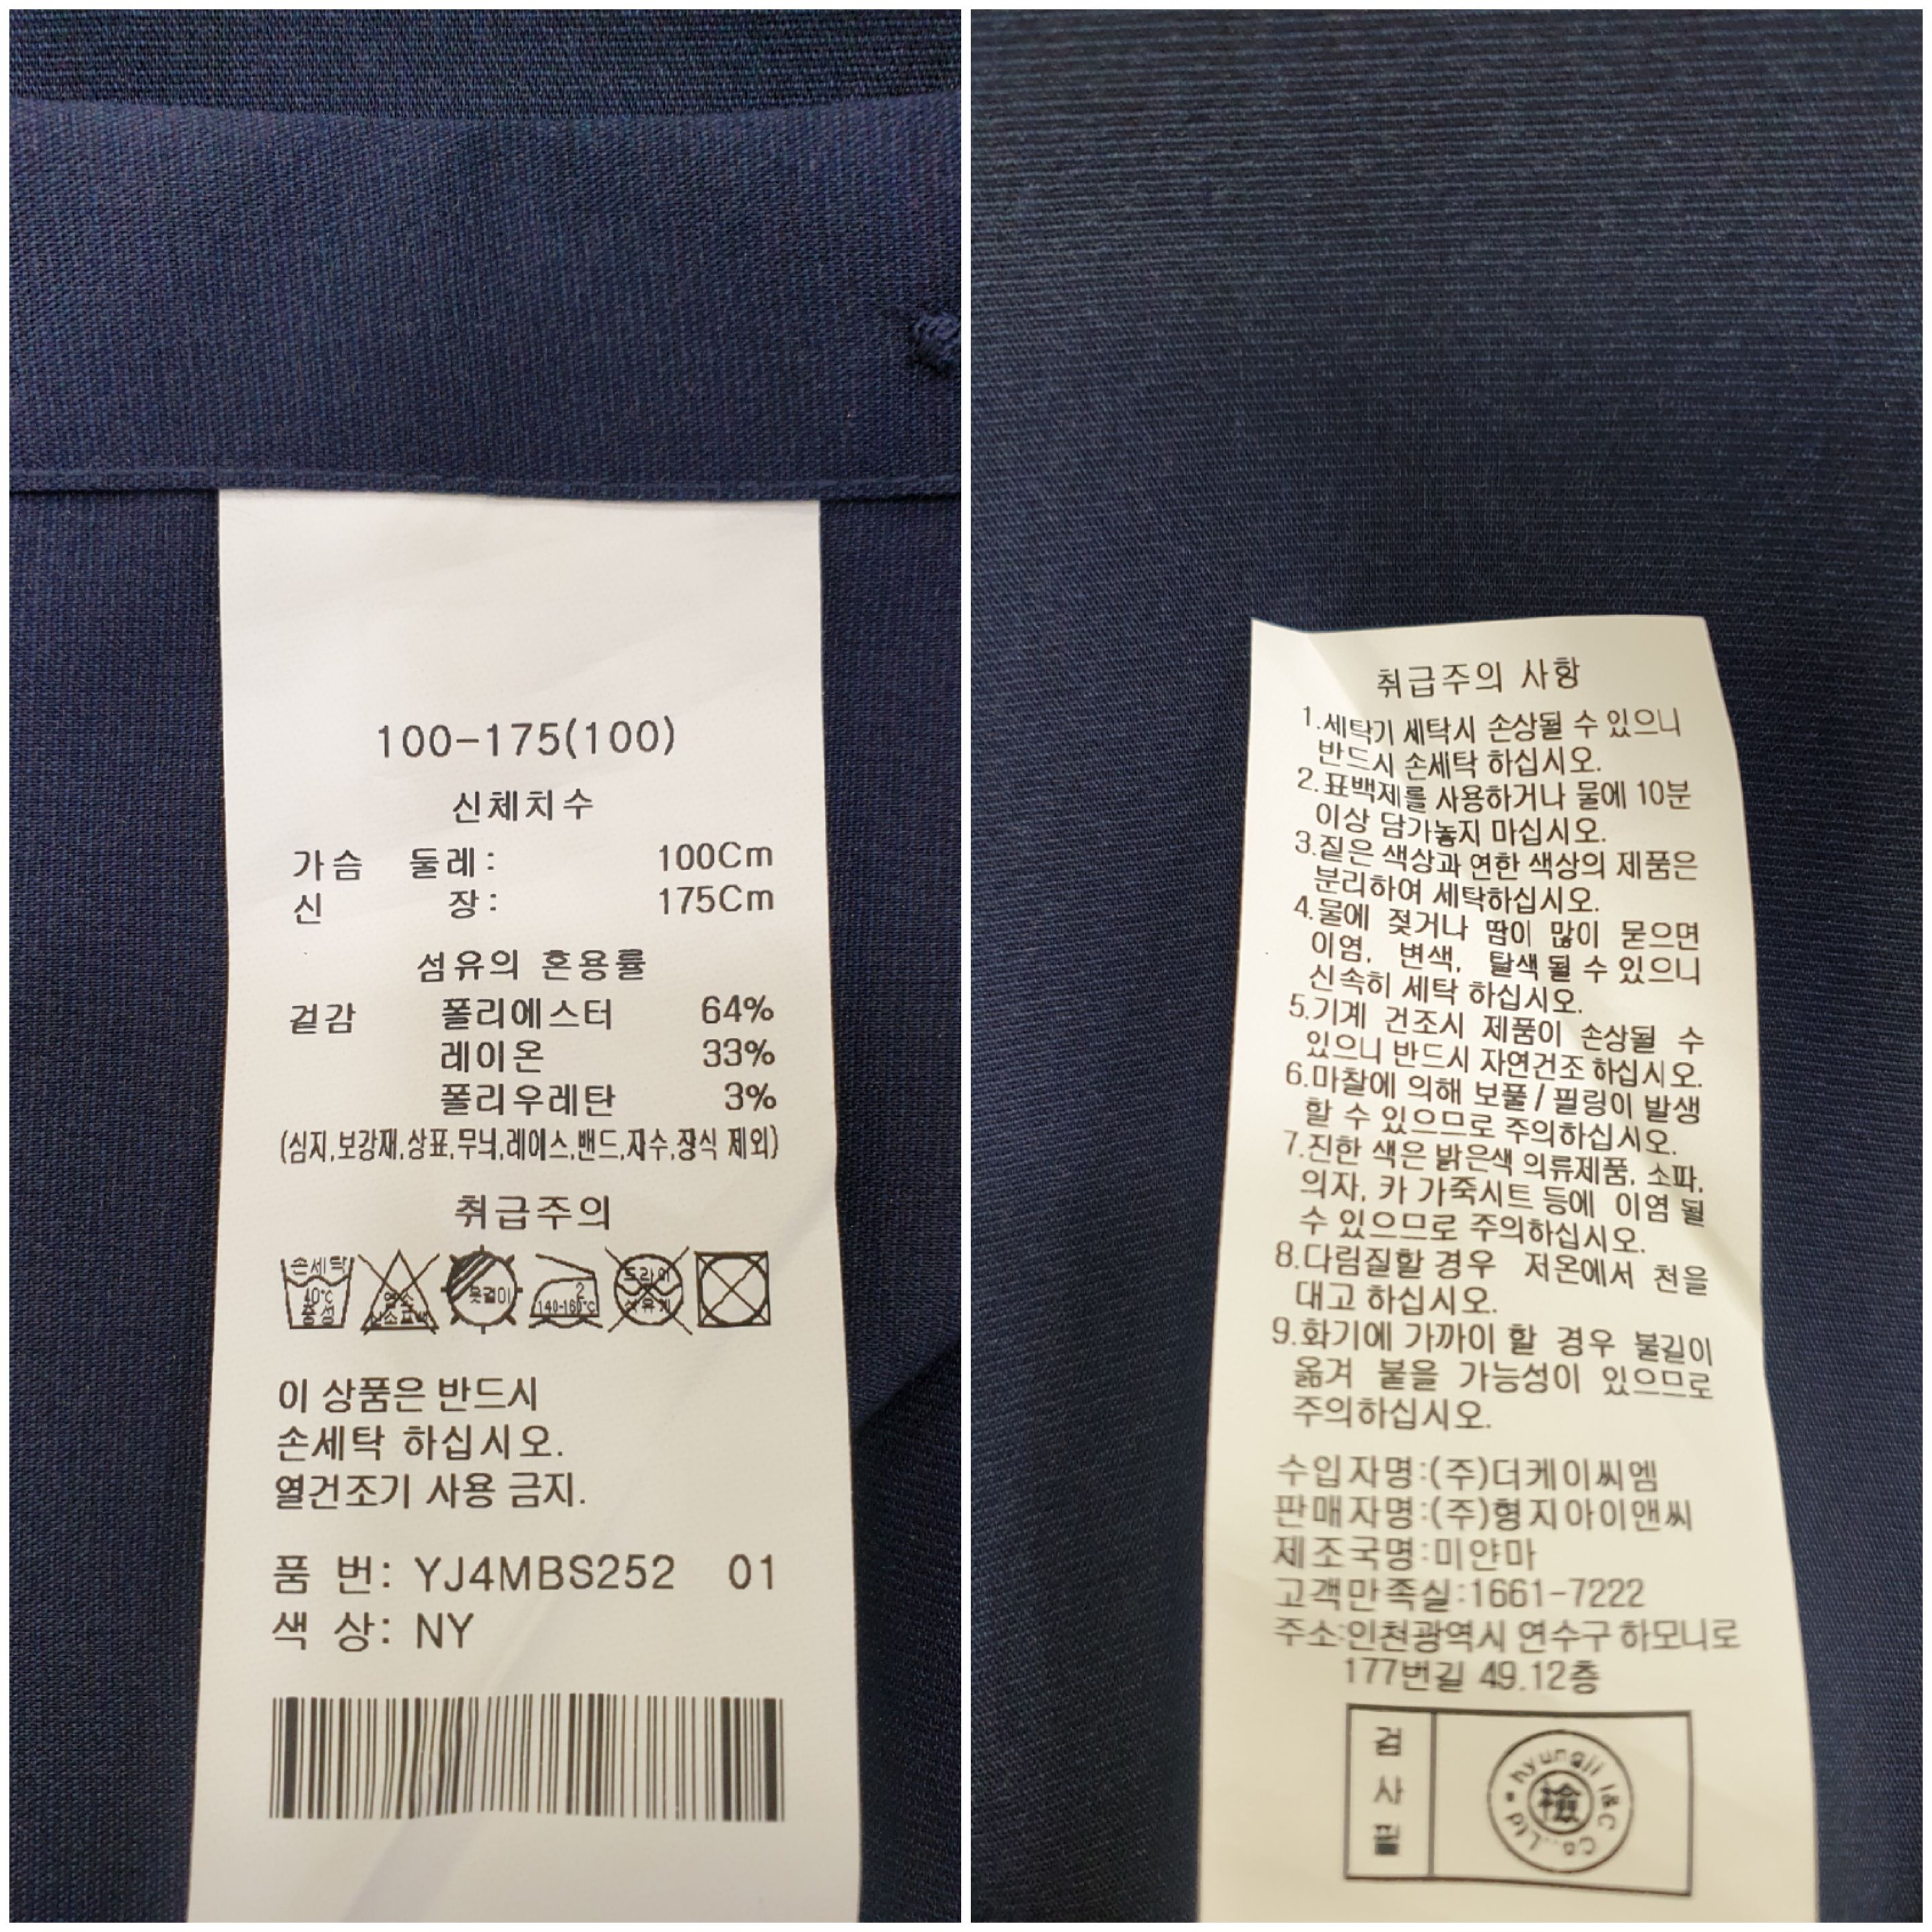 100-175(100)
신체치수
가슴 둘레: 100Cm
신 장: 175Cm
섬유의 혼용률
겉감 폴리에스터 64%
레이온 33%
폴리우레탄 3%
(심지,보강재,상표,무늬,레이스,밴드,자수,장식 제외)
취급주의
손세탁 40℃ 중성
염소 산소표백
옷걸이
2 140-160℃
드라이 석유계
이 상품은 반드시
손세탁 하십시오.
열건조기 사용 금지.
품 번: YJ4MBS252 01
색 상: NY
취급주의 사항
1.세탁기 세탁시 손상될 수 있으니
반드시 손세탁 하십시오.
2.표백제를 사용하거나 물에 10분
이상 담가놓지 마십시오.
3.짙은 색상과 연한 색상의 제품은
분리하여 세탁하십시오.
4.물에 젖거나 땀이 많이 묻으면
이염, 변색, 탈색될 수 있으니
신속히 세탁 하십시오.
5.기계 건조시 제품이 손상될 수
있으니 반드시 자연건조 하십시오.
6.마찰에 의해 보풀/필링이 발생
할 수 있으므로 주의하십시오.
7.진한 색은 밝은색 의류제품, 소파,
의자, 카 가죽시트 등에 이염 될
수 있으므로 주의하십시오.
8.다림질할 경우 저온에서 천을
대고 하십시오.
9.화기에 가까이 할 경우 불길이
옮겨 붙을 가능성이 있으므로
주의하십시오.
수입자명:(주)더케이씨엠
판매자명:(주)형지아이앤씨
제조국명:미얀마
고객만족실:1661-7222
주소:인천광역시 연수구 하모니로
177번길 49.12층
검사필
hyungji I&C Co.,Ltd
檢